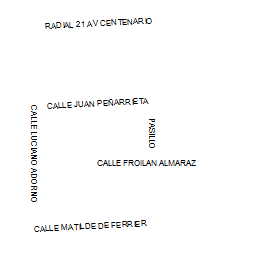 RADIAL 21 AV CENTENARIO
CALLE JUAN PEÑARRIETA
CALLE LUCIANO ADORNO
PASILLO
CALLE FROILAN ALMARAZ
CALLE MATILDE DE FERRIER